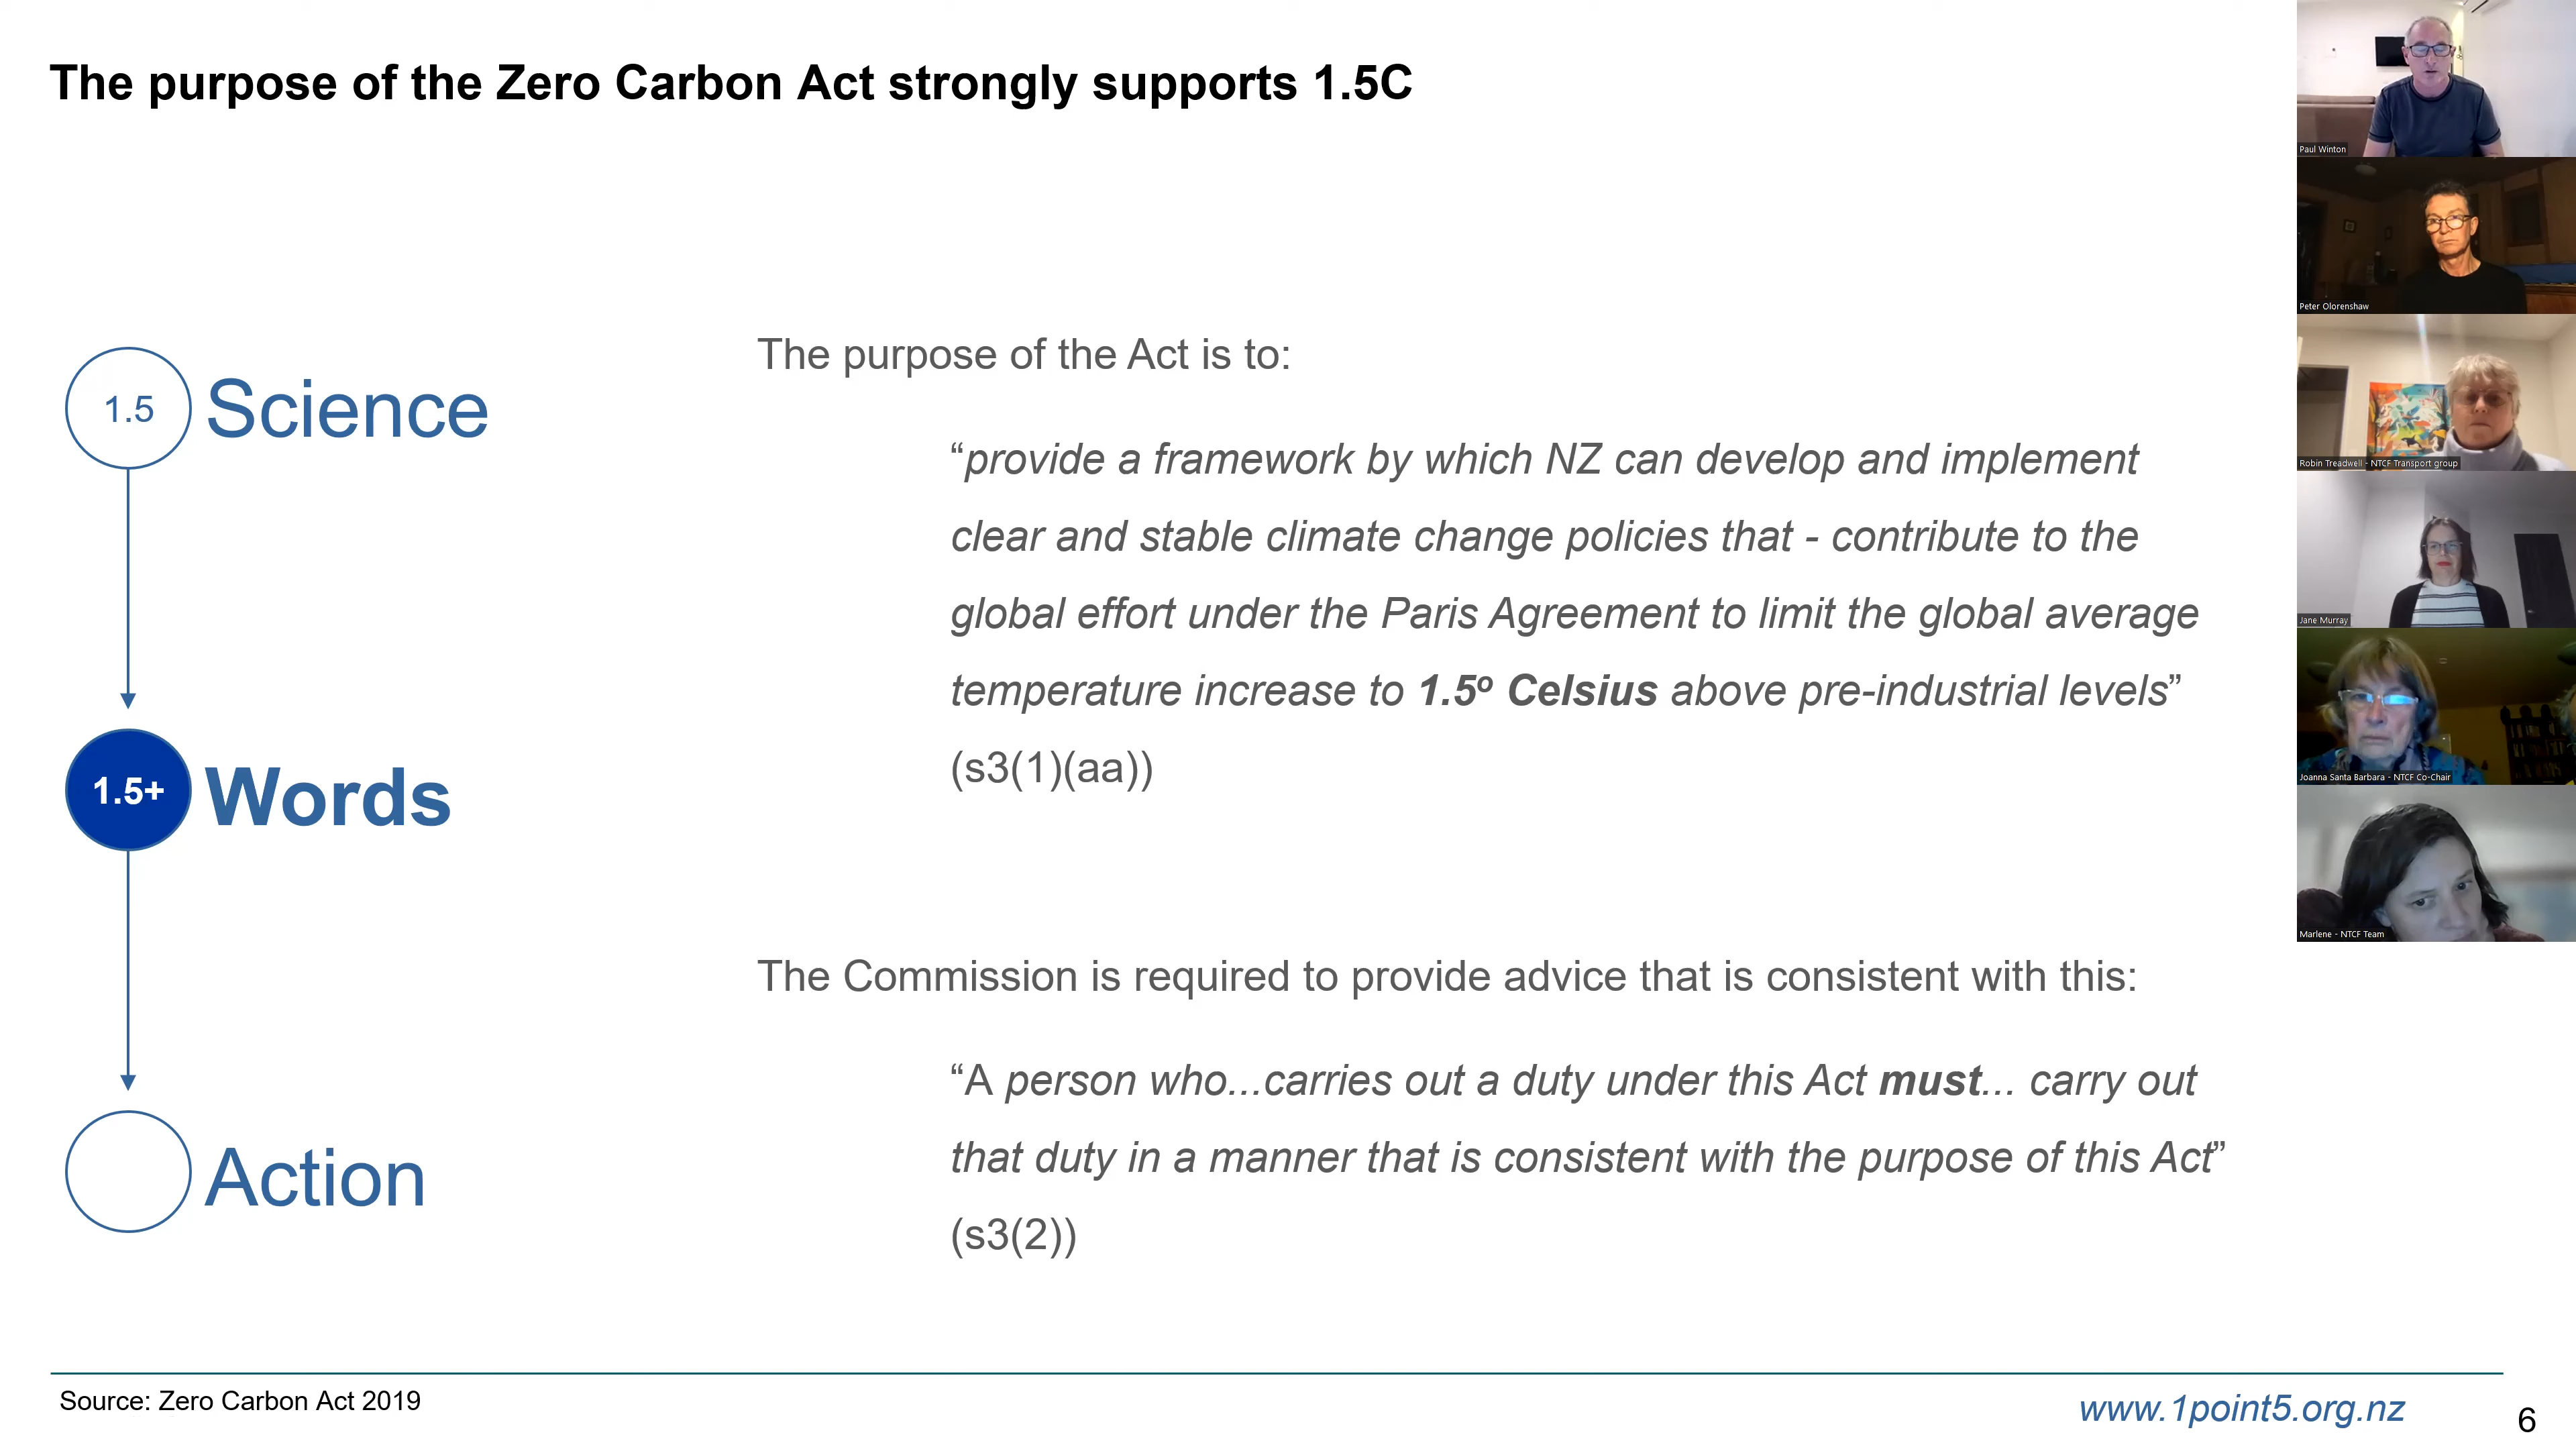 The purpose of the Zero Carbon Act strongly supports 1.5C
1.5
Science
1.5+
Words
Action
The purpose of the Act is to:
“provide a framework by which NZ can develop and implement
clear and stable climate change policies that - contribute to the
global effort under the Paris Agreement to limit the global average
temperature increase to 1.5º Celsius above pre-industrial levels”
(s3(1)(aa))
The Commission is required to provide advice that is consistent with this:
“A person who...carries out a duty under this Act must... carry out
that duty in a manner that is consistent with the purpose of this Act”
(s3(2))
Source: Zero Carbon Act 2019
www.1point5.org.nz
6
Paul Winton
Peter Olorenshaw
Robin Treadwell - NTCF Transport group
Jane Murray
Joanna Santa Barbara - NTCF Co-Chair
Marlene - NTCF Team